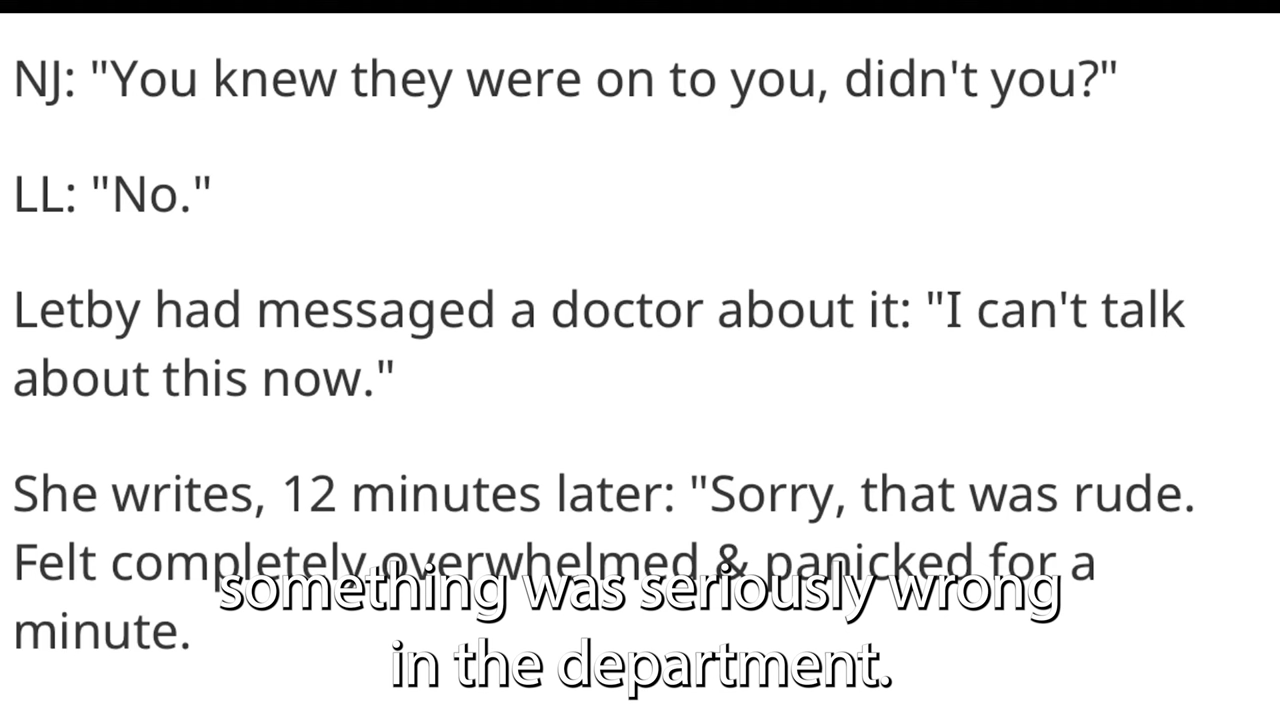 NJ: "You knew they were on to you, didn't you?"
LL: "No."
Letby had messaged a doctor about it: "I can't talk
about this now."
She writes, 12 minutes later: "Sorry, that was rude.
Felt completely overwhelmed & panicked for a
minute.
something was seriously wrong
in the department.